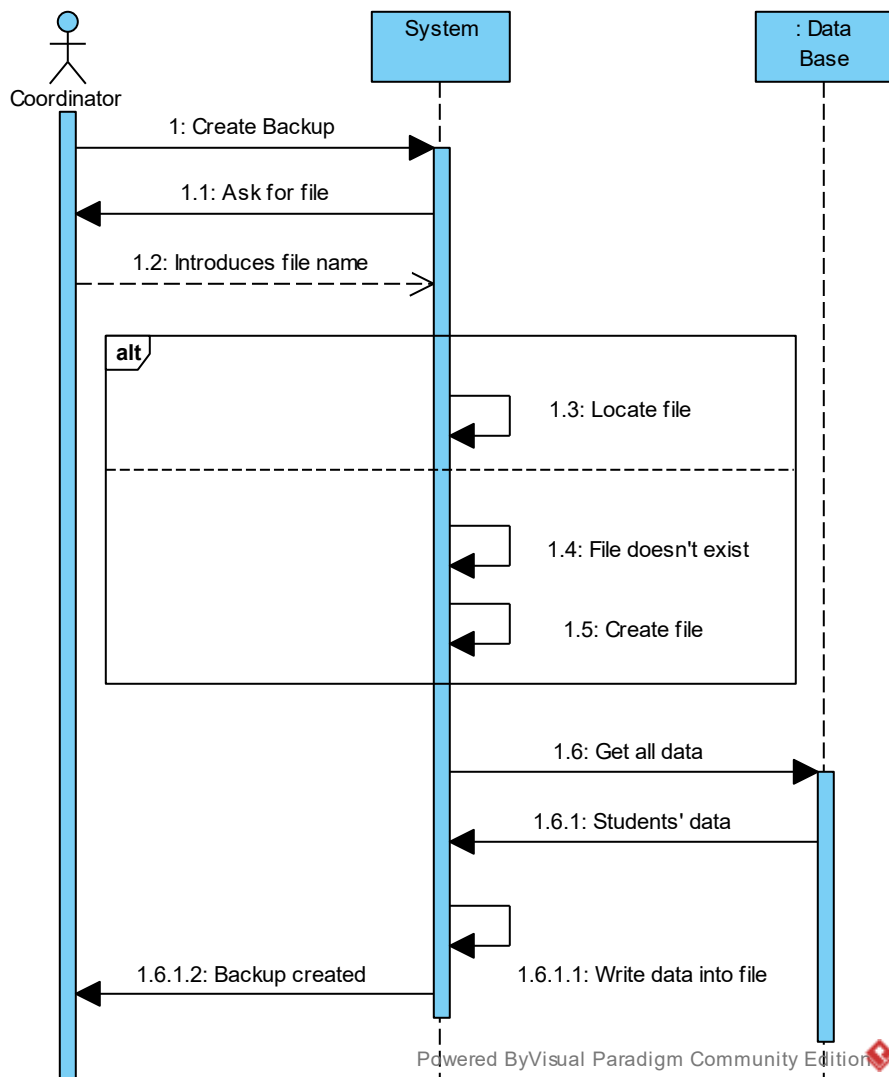 Coordinator
System
: Data
Base
1: Create Backup
1.1: Ask for file
1.2: Introduces file name
alt
1.3: Locate file
1.4: File doesn't exist
1.5: Create file
1.6: Get all data
1.6.1: Students' data
1.6.1.2: Backup created
1.6.1.1: Write data into file
Powered ByVisual Paradigm Community Edition